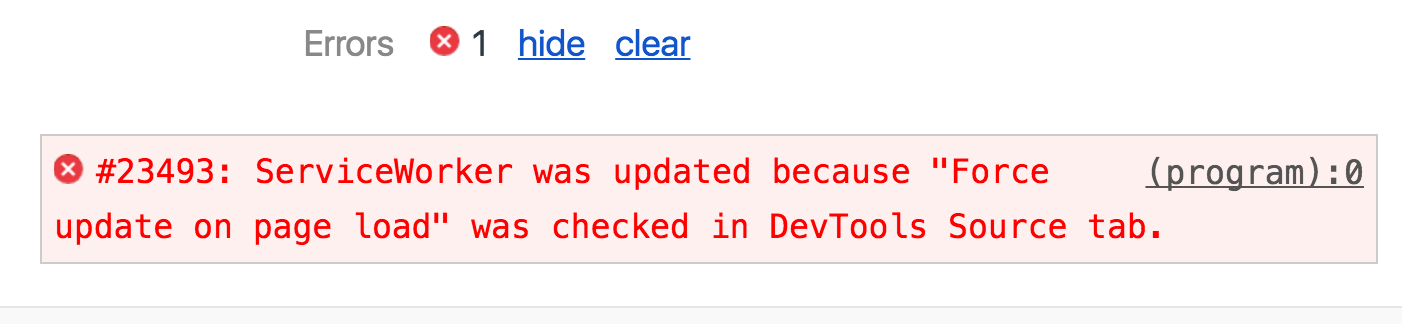 Errors 1 hide clear
#23493: ServiceWorker was updated because "Force (program):0
update on page load" was checked in DevTools Source tab.